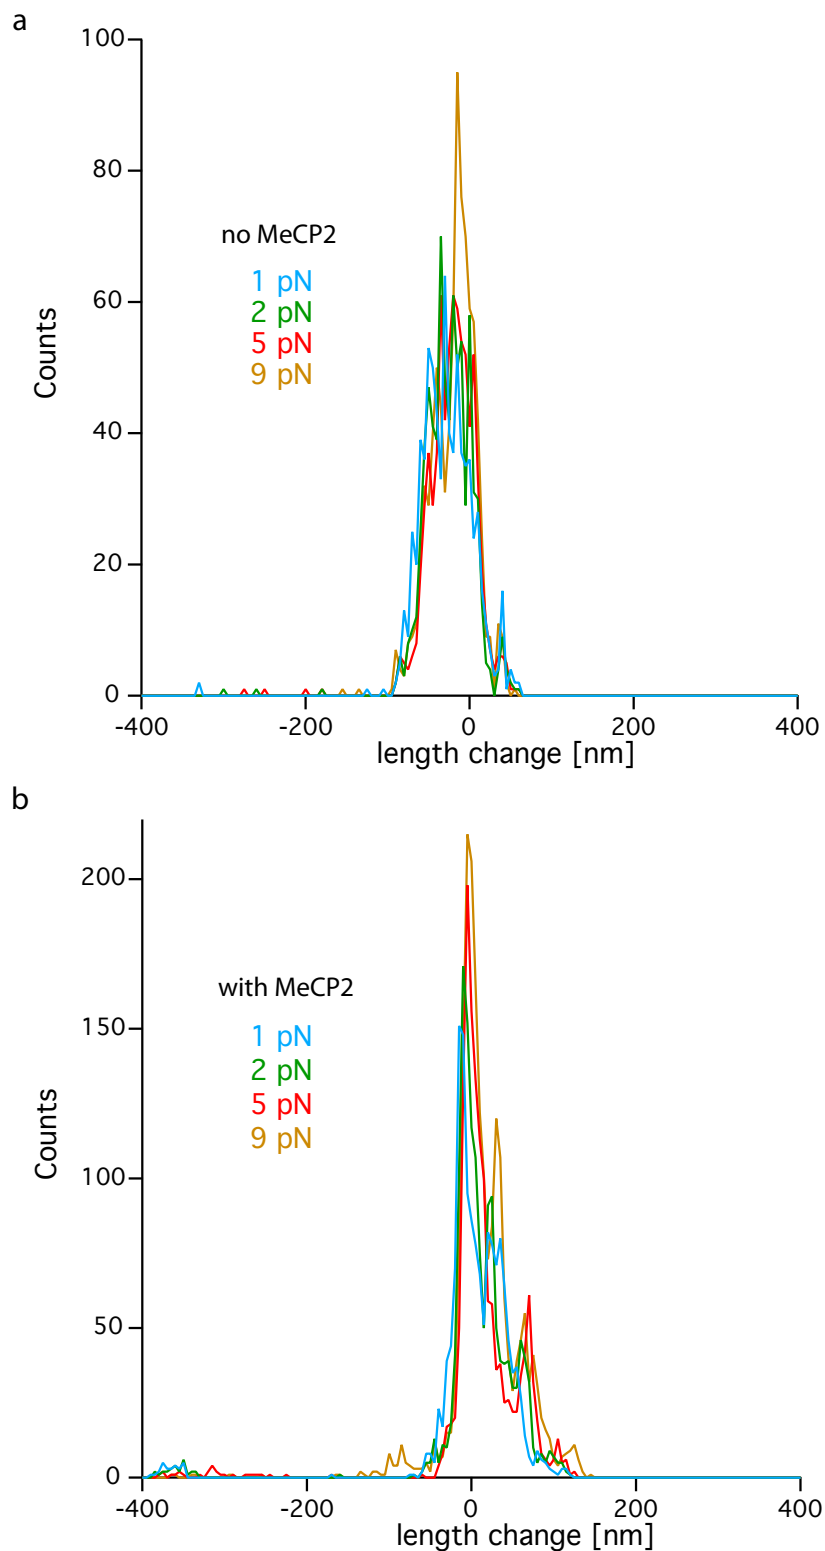 a
100
80
60
40
20
0
Counts
no MeCP2
1 pN
2 pN
5 pN
9 pN
-400 -200 0 200 400
length change [nm]
b
200
150
100
50
0
Counts
with MeCP2
1 pN
2 pN
5 pN
9 pN
-400 -200 0 200 400
length change [nm]